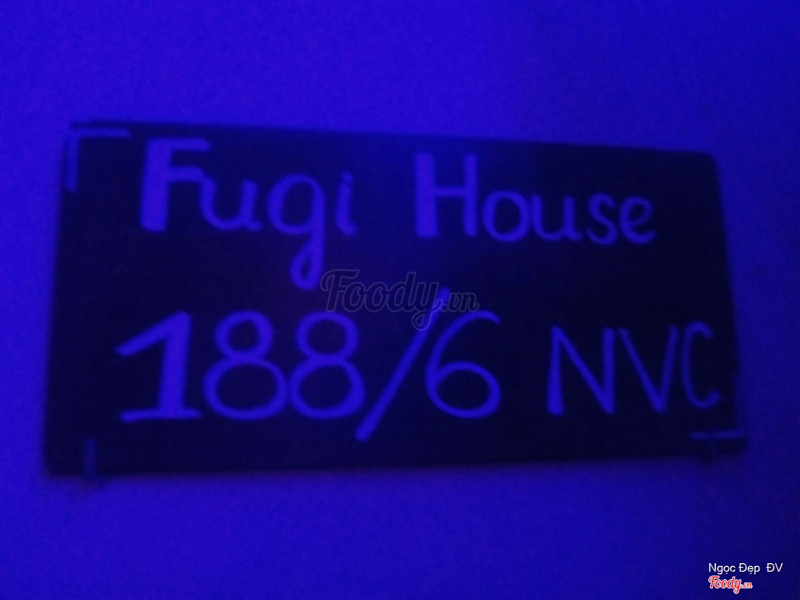 Fugi House
Foody.vn
188/6 NVC
Ngọc Đẹp ĐV
Foody.vn